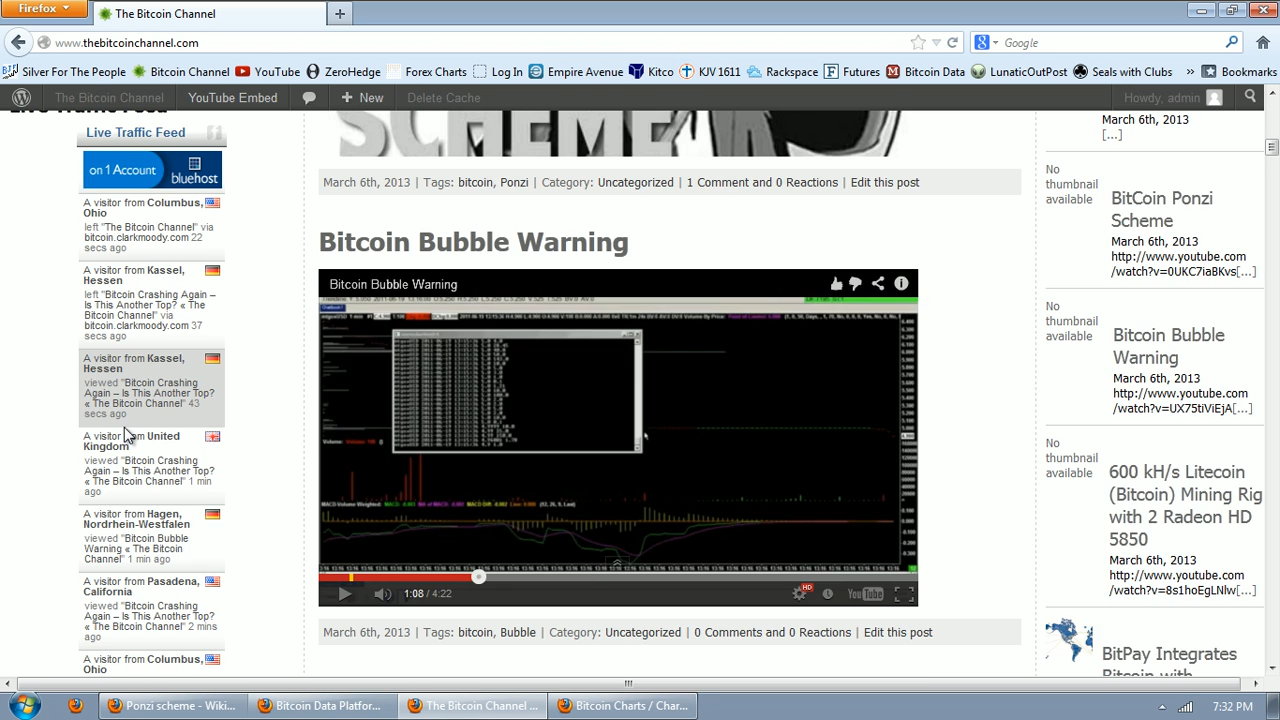 Firefox
The Bitcoin Channel
www.thebitcoinchannel.com
Google
Silver For The People
Bitcoin Channel
YouTube
ZeroHedge
Forex Charts
Log In
Empire Avenue
Kitco
KJV 1611
Rackspace
Futures
Bitcoin Data
LunaticOutPost
Seals with Clubs
»
Bookmarks
The Bitcoin Channel
YouTube Embed
New
Delete Cache
Howdy, admin
Live Traffic Feed
Live Traffic Feed
on 1 Account
bluehost
A visitor from Columbus,
Ohio
left "The Bitcoin Channel" via
bitcoin.clarkmoody.com 22
secs ago
A visitor from Kassel,
Hessen
left "Bitcoin Crashing Again –
Is This Another Top? « The
Bitcoin Channel" via
bitcoin.clarkmoody.com 37
secs ago
A visitor from Kassel,
Hessen
viewed "Bitcoin Crashing
Again – Is This Another Top?
« The Bitcoin Channel" 43
secs ago
A visitor from United
Kingdom
viewed "Bitcoin Crashing
Again – Is This Another Top?
« The Bitcoin Channel" 1 min
ago
A visitor from Hagen,
Nordrhein-Westfalen
viewed "Bitcoin Bubble
Warning « The Bitcoin
Channel" 1 min ago
A visitor from Pasadena,
California
viewed "Bitcoin Crashing
Again – Is This Another Top?
« The Bitcoin Channel" 2 mins
ago
A visitor from Columbus,
Ohio
SCHEME
March 6th, 2013 | Tags: bitcoin, Ponzi | Category: Uncategorized | 1 Comment and 0 Reactions | Edit this post
Bitcoin Bubble Warning
Bitcoin Bubble Warning
1:08 / 4:22
HD
YouTube
March 6th, 2013 | Tags: bitcoin, Bubble | Category: Uncategorized | 0 Comments and 0 Reactions | Edit this post
March 6th, 2013
[...]
No
thumbnail
available
BitCoin Ponzi
Scheme
March 6th, 2013
http://www.youtube.com
/watch?v=0UKC7iaBKvs[...]
No
thumbnail
available
Bitcoin Bubble
Warning
March 6th, 2013
http://www.youtube.com
/watch?v=UX7StiViEjA[...]
No
thumbnail
available
600 kH/s Litecoin
(Bitcoin) Mining Rig
with 2 Radeon HD
5850
March 6th, 2013
http://www.youtube.com
/watch?v=8s1hoEgLNlw[...]
BitPay Integrates
Bitcoin with
Ponzi scheme - Wiki...
Bitcoin Data Platfor...
The Bitcoin Channel ...
Bitcoin Charts / Char...
7:32 PM